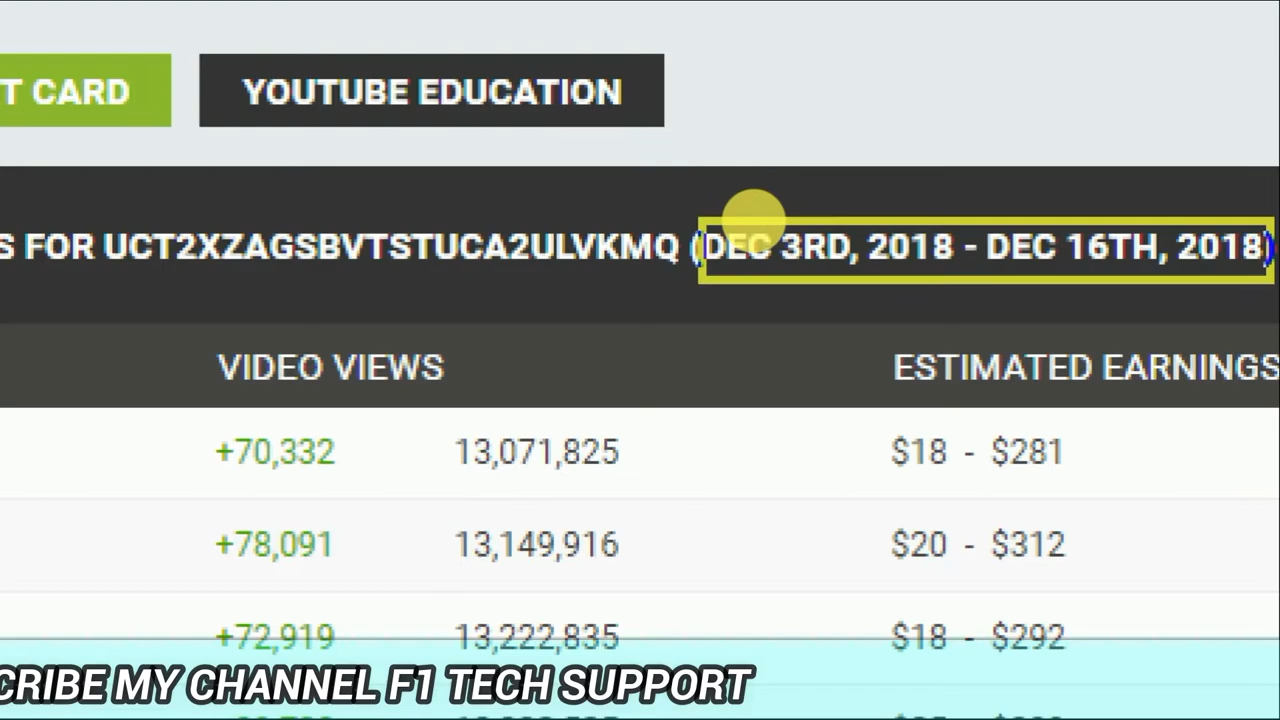 T CARD YOUTUBE EDUCATION
S FOR UCT2XZAGSBVTSTUCA2ULVKMQ (DEC 3RD, 2018 - DEC 16TH, 2018)
VIDEO VIEWS ESTIMATED EARNINGS
+70,332 13,071,825 $18 - $281
+78,091 13,149,916 $20 - $312
+72,919 13,222,835 $18 - $292
CRIBE MY CHANNEL F1 TECH SUPPORT